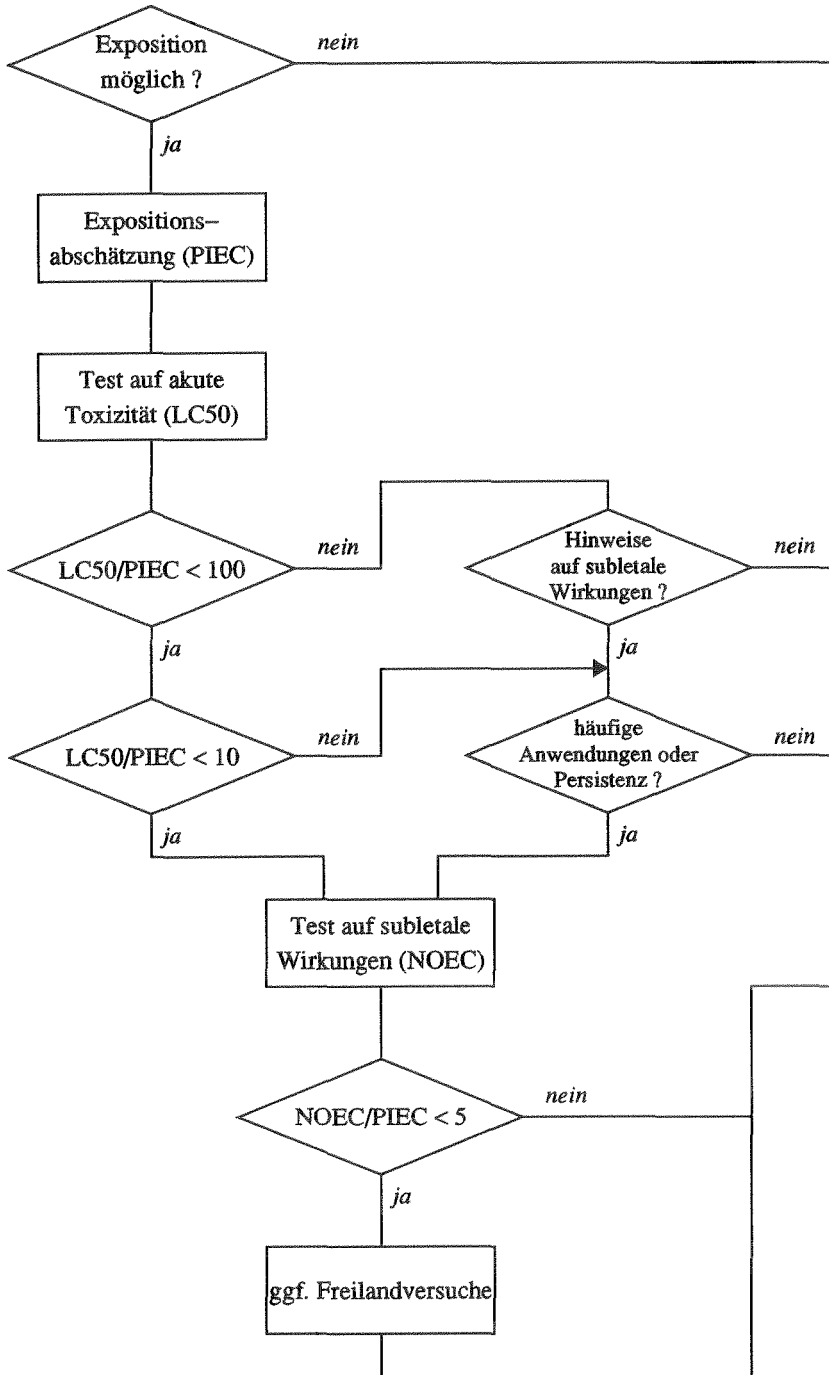 Exposition
möglich ?
nein
ja
Expositions–
abschätzung (PIEC)
Test auf akute
Toxizität (LC50)
LC50/PIEC < 100
nein
Hinweise
auf subletale
Wirkungen ?
nein
ja
ja
LC50/PIEC < 10
nein
häufige
Anwendungen oder
Persistenz ?
nein
ja
ja
Test auf subletale
Wirkungen (NOEC)
NOEC/PIEC < 5
nein
ja
ggf. Freilandversuche